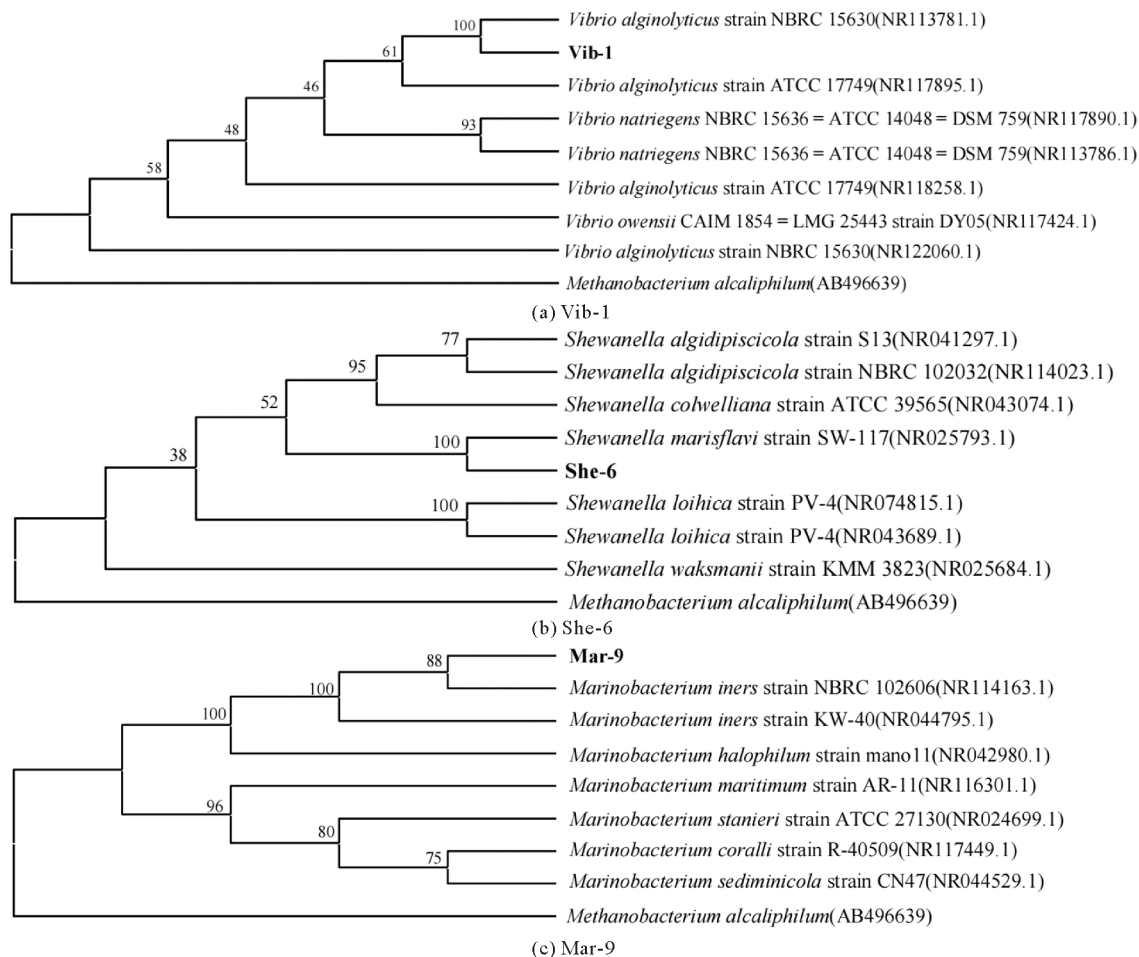 100
Vibrio alginolyticus strain NBRC 15630(NR113781.1)
Vib-1
61
Vibrio alginolyticus strain ATCC 17749(NR117895.1)
46
Vibrio natriegens NBRC 15636 = ATCC 14048 = DSM 759(NR117890.1)
93
Vibrio natriegens NBRC 15636 = ATCC 14048 = DSM 759(NR113786.1)
48
Vibrio alginolyticus strain ATCC 17749(NR118258.1)
58
Vibrio owensii CAIM 1854 = LMG 25443 strain DY05(NR117424.1)
Vibrio alginolyticus strain NBRC 15630(NR122060.1)
Methanobacterium alcaliphilum(AB496639)
(a) Vib-1
77
Shewanella algidipiscicola strain S13(NR041297.1)
95
Shewanella algidipiscicola strain NBRC 102032(NR114023.1)
52
Shewanella colwelliana strain ATCC 39565(NR043074.1)
100
Shewanella marisflavi strain SW-117(NR025793.1)
38
She-6
100
Shewanella loihica strain PV-4(NR074815.1)
Shewanella loihica strain PV-4(NR043689.1)
Shewanella waksmanii strain KMM 3823(NR025684.1)
Methanobacterium alcaliphilum(AB496639)
(b) She-6
88
Mar-9
100
Marinobacterium iners strain NBRC 102606(NR114163.1)
100
Marinobacterium iners strain KW-40(NR044795.1)
Marinobacterium halophilum strain mano11(NR042980.1)
96
Marinobacterium maritimum strain AR-11(NR116301.1)
80
Marinobacterium stanieri strain ATCC 27130(NR024699.1)
75
Marinobacterium coralli strain R-40509(NR117449.1)
Marinobacterium sediminicola strain CN47(NR044529.1)
Methanobacterium alcaliphilum(AB496639)
(c) Mar-9